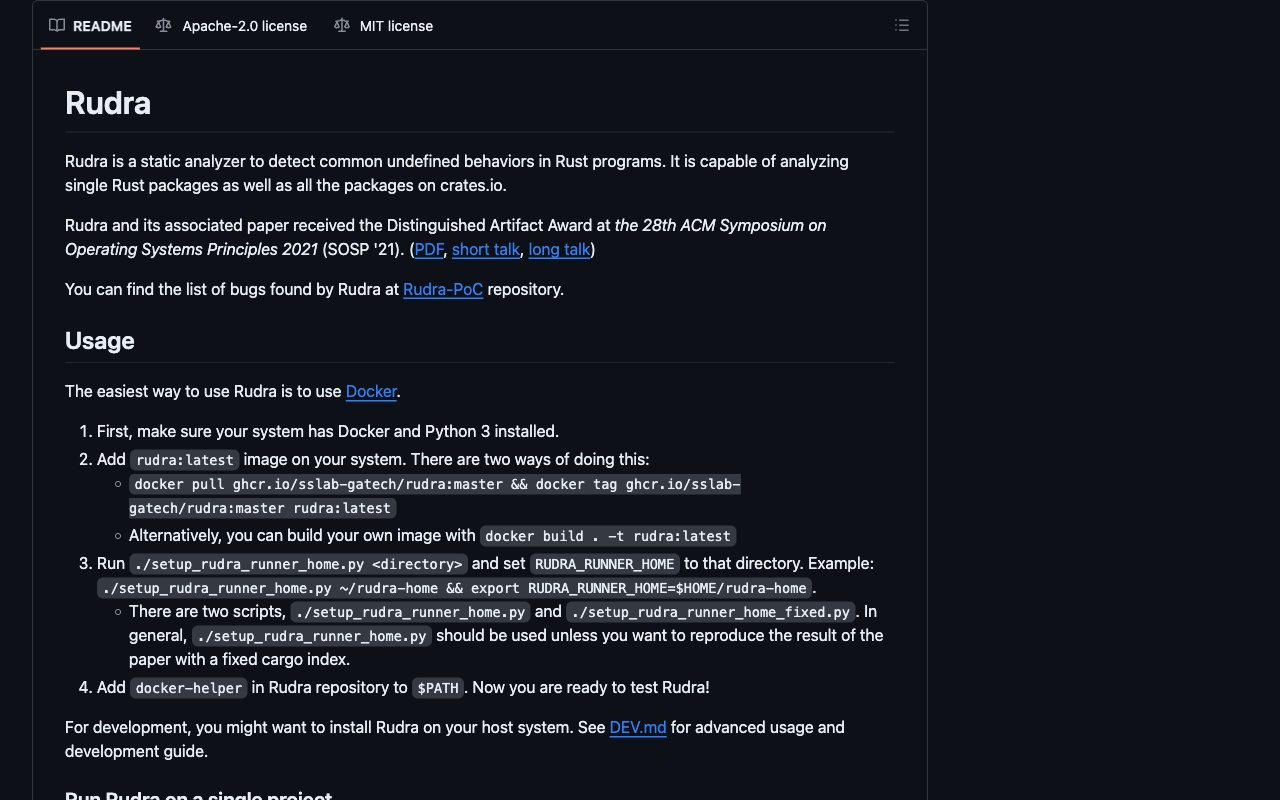 README Apache-2.0 license MIT license
Rudra
Rudra is a static analyzer to detect common undefined behaviors in Rust programs. It is capable of analyzing
single Rust packages as well as all the packages on crates.io.
Rudra and its associated paper received the Distinguished Artifact Award at the 28th ACM Symposium on
Operating Systems Principles 2021 (SOSP '21). (PDF, short talk, long talk)
You can find the list of bugs found by Rudra at Rudra-PoC repository.
Usage
The easiest way to use Rudra is to use Docker.
1. First, make sure your system has Docker and Python 3 installed.
2. Add rudra:latest image on your system. There are two ways of doing this:
◦ docker pull ghcr.io/sslab-gatech/rudra:master && docker tag ghcr.io/sslab-
gatech/rudra:master rudra:latest
◦ Alternatively, you can build your own image with docker build . -t rudra:latest
3. Run ./setup_rudra_runner_home.py <directory> and set RUDRA_RUNNER_HOME to that directory. Example:
./setup_rudra_runner_home.py ~/rudra-home && export RUDRA_RUNNER_HOME=$HOME/rudra-home.
◦ There are two scripts, ./setup_rudra_runner_home.py and ./setup_rudra_runner_home_fixed.py. In
general, ./setup_rudra_runner_home.py should be used unless you want to reproduce the result of the
paper with a fixed cargo index.
4. Add docker-helper in Rudra repository to $PATH. Now you are ready to test Rudra!
For development, you might want to install Rudra on your host system. See DEV.md for advanced usage and
development guide.
Run Rudra on a single project